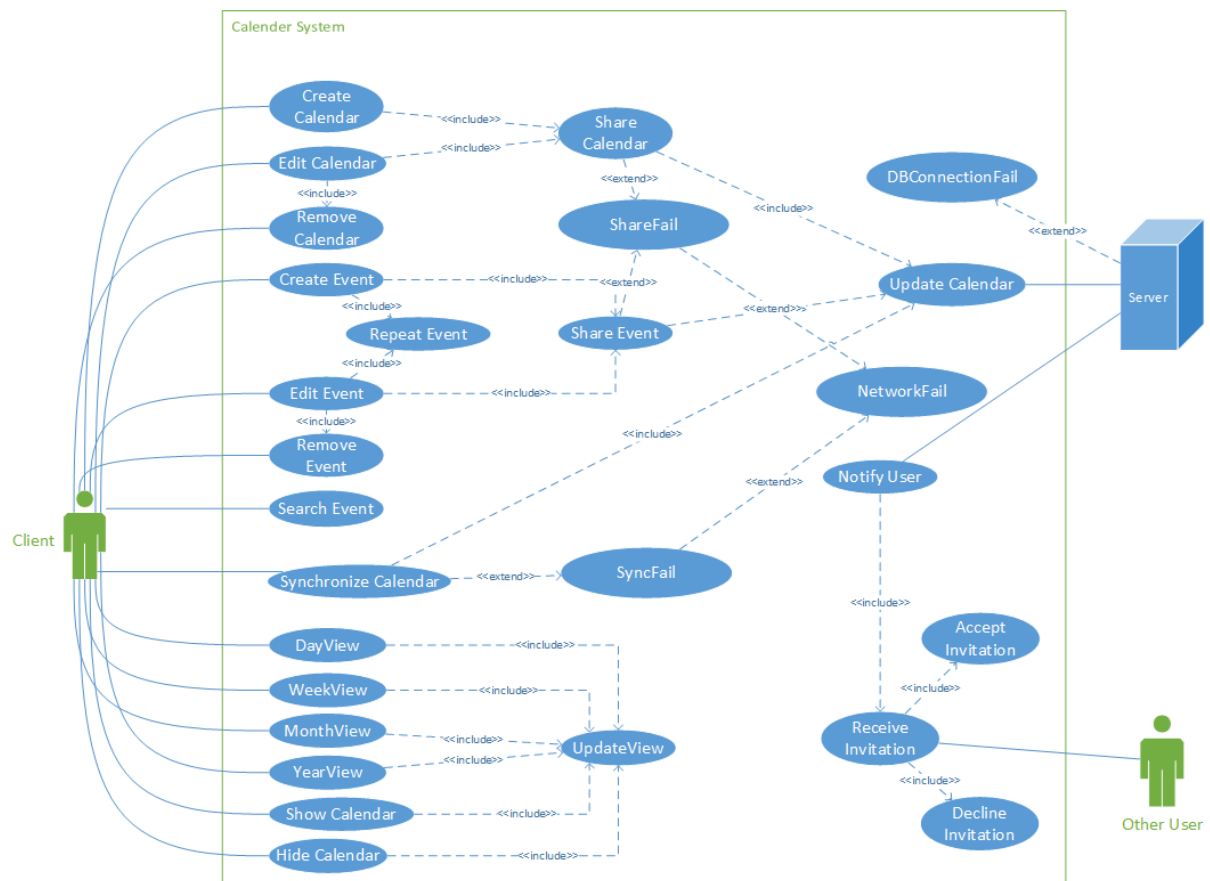 Calender System
Create
Calendar
<<include>>
Share
Calendar
Edit Calendar
<<include>>
<<include>>
<<extend>>
DBConnectionFail
Remove
Calendar
<<include>>
ShareFail
<<extend>>
Create Event
<<include>>
<<extend>>
Update Calendar
Server
<<include>>
<<extend>>
Repeat Event
Share Event
<<include>>
Edit Event
NetworkFail
<<include>>
<<include>>
Remove
Event
Notify User
<<extend>>
Search Event
Client
SyncFail
Synchronize Calendar
<<extend>>
<<include>>
Accept
Invitation
DayView
<<include>>
WeekView
<<include>>
<<include>>
MonthView
<<include>>
UpdateView
Receive
Invitation
YearView
<<include>>
<<include>>
Show Calendar
<<include>>
Decline
Invitation
Other User
Hide Calendar
<<include>>